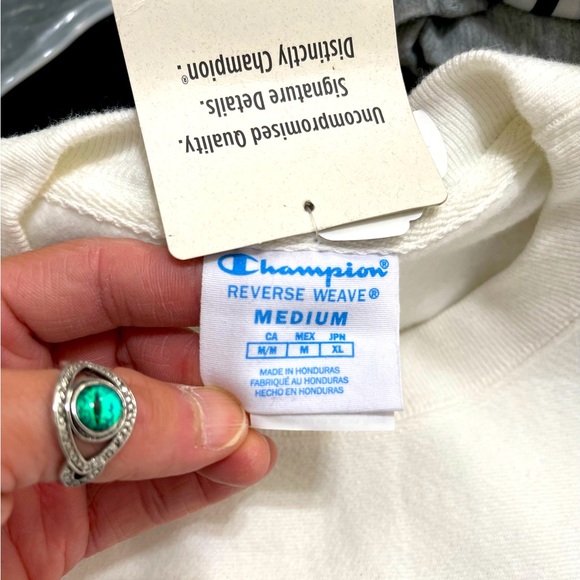 Uncompromised Quality.
Signature Details.
Distinctly Champion®.
Champion®
REVERSE WEAVE®
MEDIUM
CA MEX JPN
M/M M XL
MADE IN HONDURAS
FABRIQUÉ AU HONDURAS
HECHO EN HONDURAS